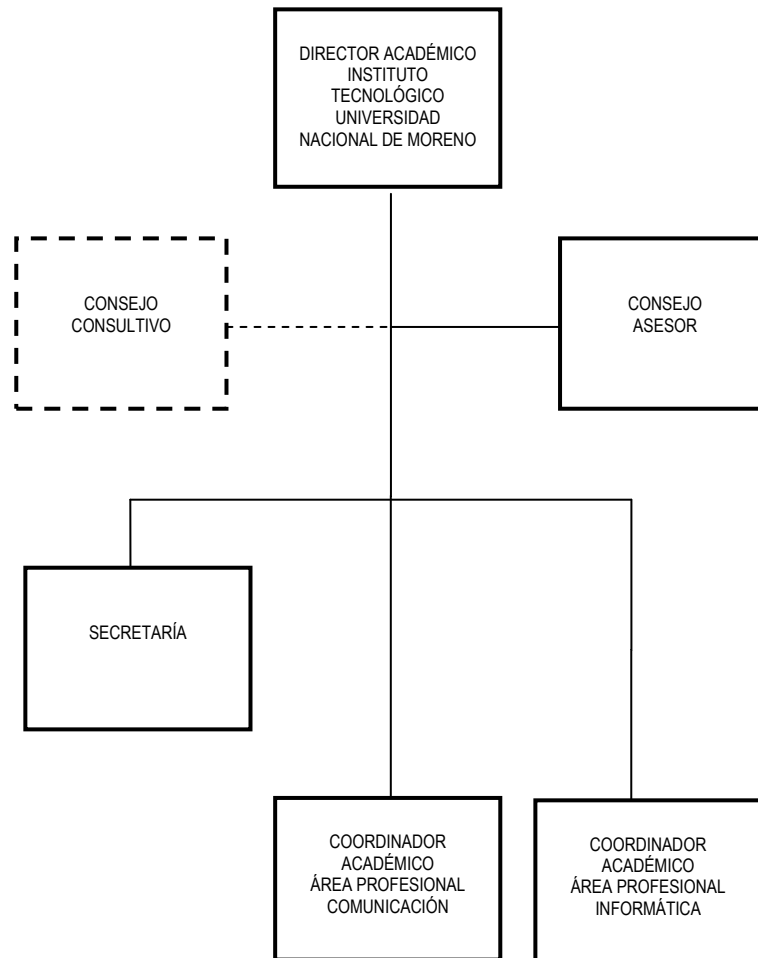 DIRECTOR ACADÉMICO
INSTITUTO
TECNOLÓGICO
UNIVERSIDAD
NACIONAL DE MORENO
CONSEJO
CONSULTIVO
CONSEJO
ASESOR
SECRETARÍA
COORDINADOR
ACADÉMICO
ÁREA PROFESIONAL
COMUNICACIÓN
COORDINADOR
ACADÉMICO
ÁREA PROFESIONAL
INFORMÁTICA